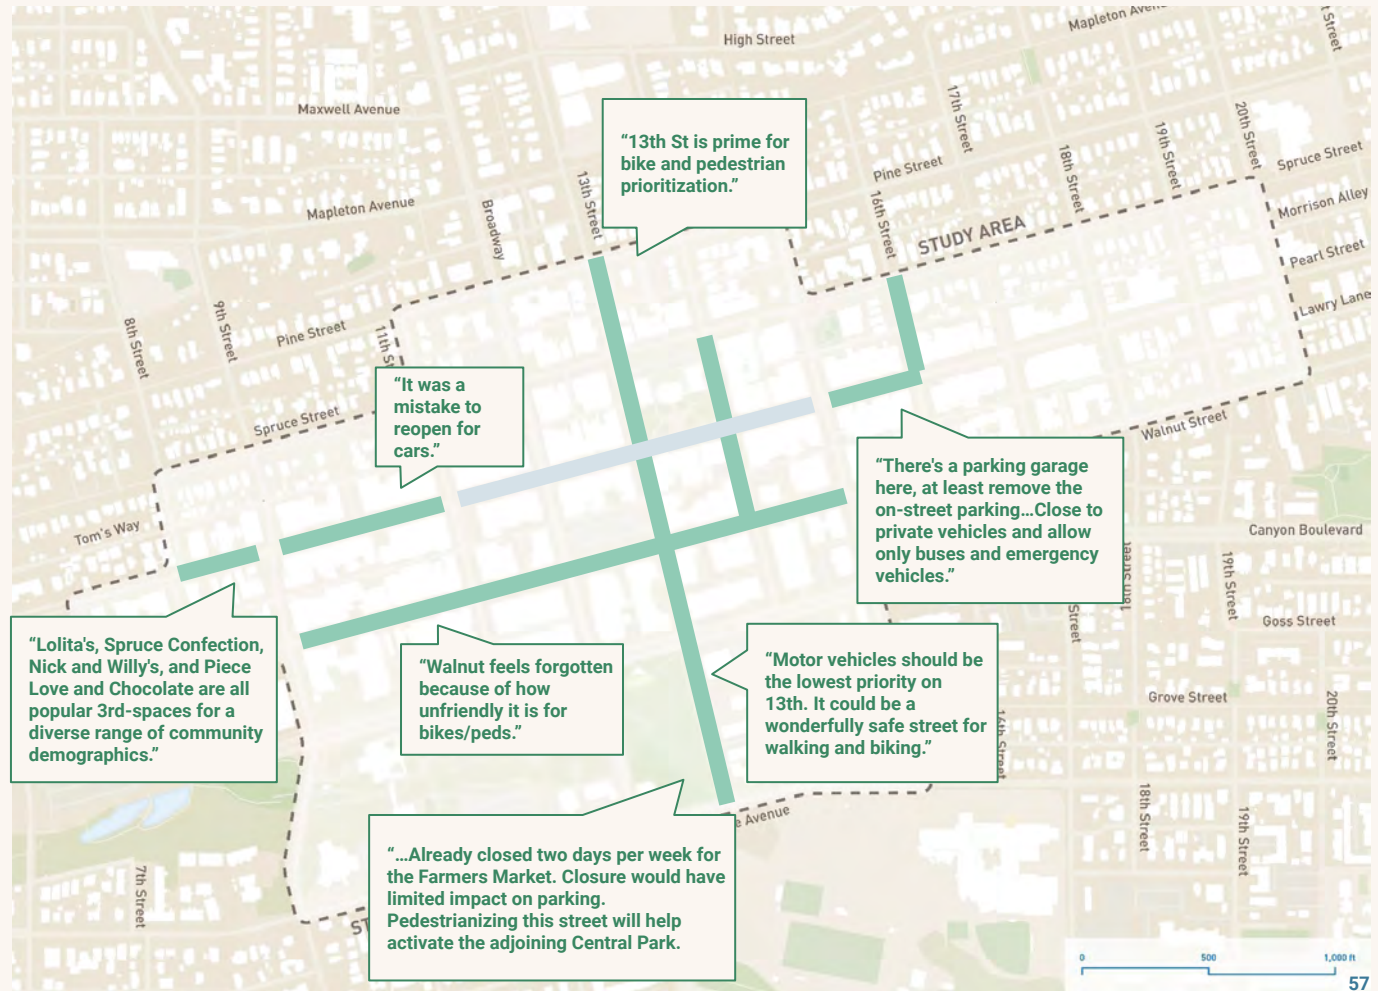 Mapleton Avenue
High Street
Maxwell Avenue
17th Street
20th Street
“13th St is prime for
bike and pedestrian
prioritization.”
19th Street
18th Street
Spruce Street
Pine Street
13th Street
16th Street
Mapleton Avenue
Broadway
Morrison Alley
STUDY AREA
Pearl Street
Lawry Lane
9th Street
8th Street
Pine Street
11th St
“It was a
mistake to
reopen for
cars.”
Spruce Street
Walnut Street
“There's a parking garage
here, at least remove the
on-street parking...Close to
private vehicles and allow
only buses and emergency
vehicles.”
Tom's Way
Canyon Boulevard
19th Street
Street
Goss Street
“Lolita's, Spruce Confection,
Nick and Willy's, and Piece
Love and Chocolate are all
popular 3rd-spaces for a
diverse range of community
demographics.”
“Walnut feels forgotten
because of how
unfriendly it is for
bikes/peds.”
“Motor vehicles should be
the lowest priority on
13th. It could be a
wonderfully safe street for
walking and biking.”
Grove Street
20th Street
16th Street
18th Street
19th Street
e Avenue
“...Already closed two days per week for
the Farmers Market. Closure would have
limited impact on parking.
Pedestrianizing this street will help
activate the adjoining Central Park.
7th Street
ST
0 500 1,000 ft
57